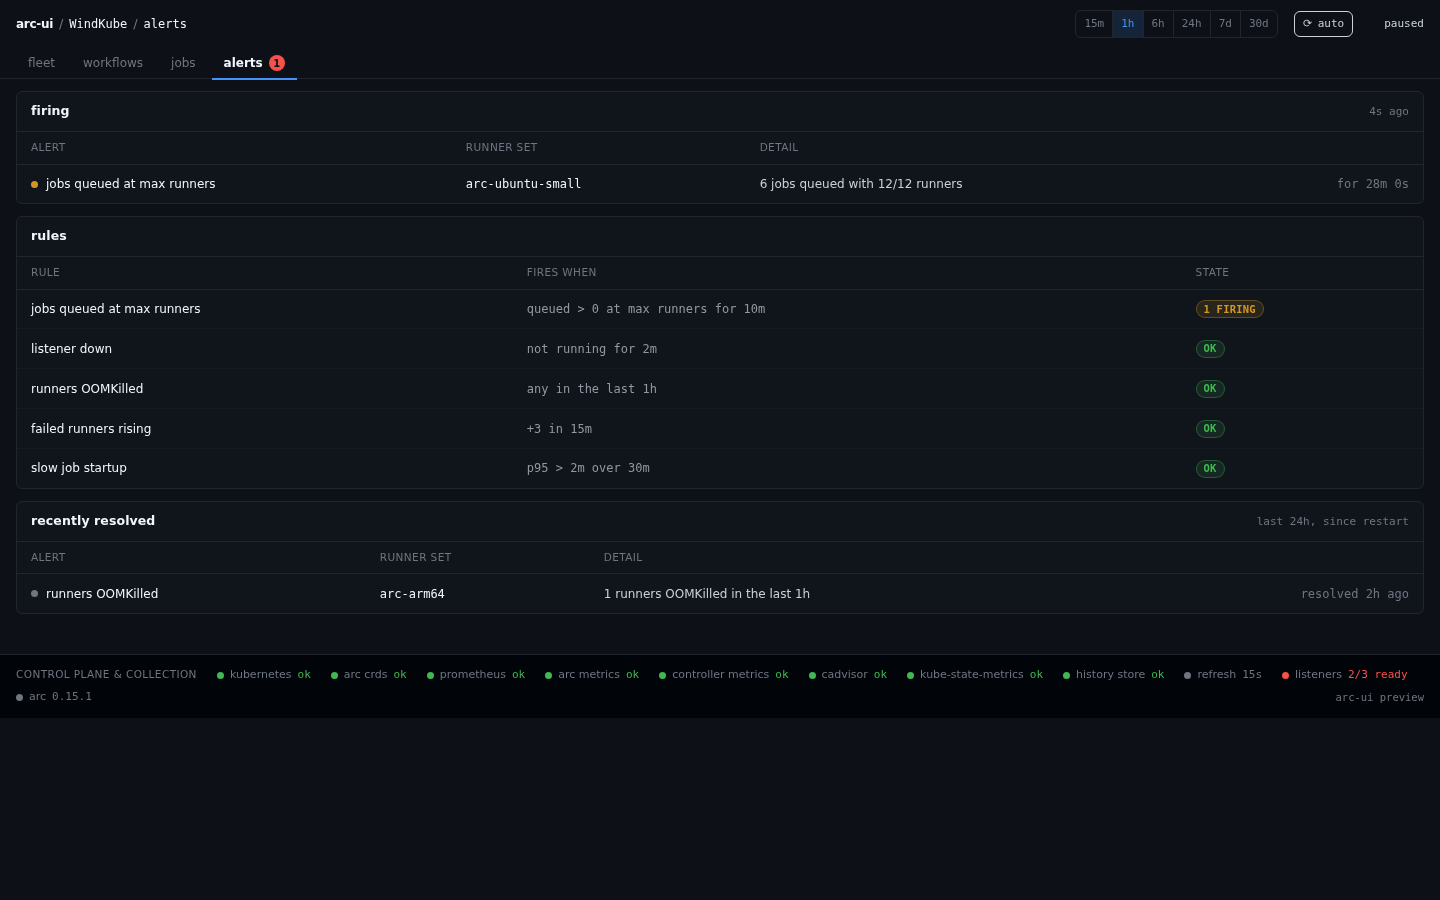 arc-ui / WindKube / alerts 15m 1h 6h 24h 7d 30d ⟳ auto paused
fleet workflows jobs alerts 1
firing 4s ago
ALERT RUNNER SET DETAIL
jobs queued at max runners arc-ubuntu-small 6 jobs queued with 12/12 runners for 28m 0s
rules
RULE FIRES WHEN STATE
jobs queued at max runners queued > 0 at max runners for 10m 1 FIRING
listener down not running for 2m OK
runners OOMKilled any in the last 1h OK
failed runners rising +3 in 15m OK
slow job startup p95 > 2m over 30m OK
recently resolved last 24h, since restart
ALERT RUNNER SET DETAIL
runners OOMKilled arc-arm64 1 runners OOMKilled in the last 1h resolved 2h ago
CONTROL PLANE & COLLECTION kubernetes ok arc crds ok prometheus ok arc metrics ok controller metrics ok cadvisor ok kube-state-metrics ok history store ok refresh 15s listeners 2/3 ready
arc 0.15.1 arc-ui preview